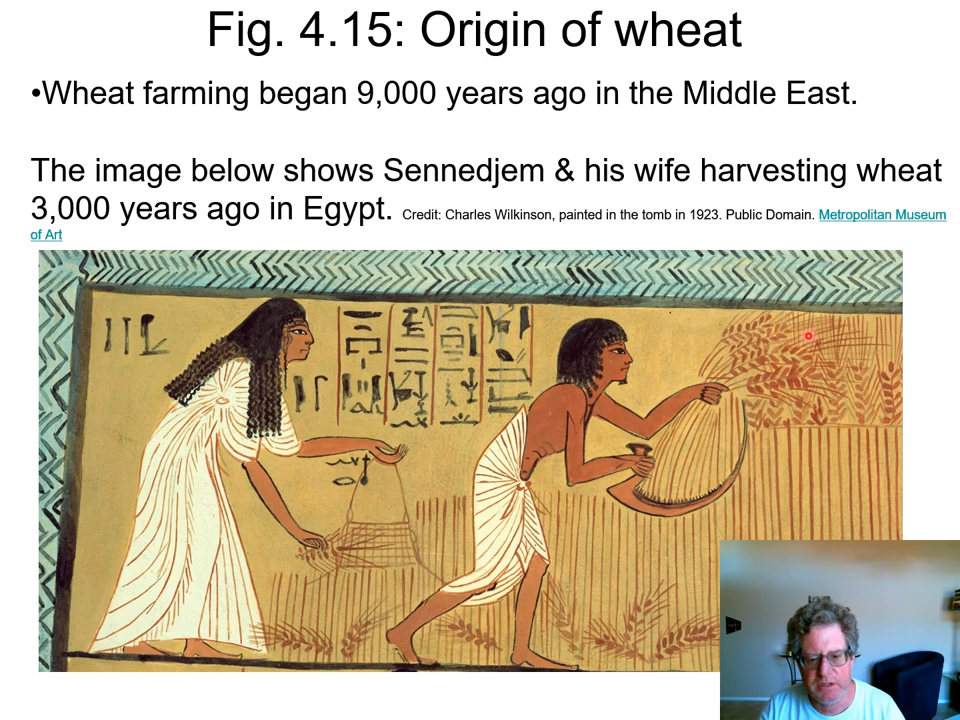 Fig. 4.15: Origin of wheat
•Wheat farming began 9,000 years ago in the Middle East.
The image below shows Sennedjem & his wife harvesting wheat
3,000 years ago in Egypt. Credit: Charles Wilkinson, painted in the tomb in 1923. Public Domain. Metropolitan Museum
of Art